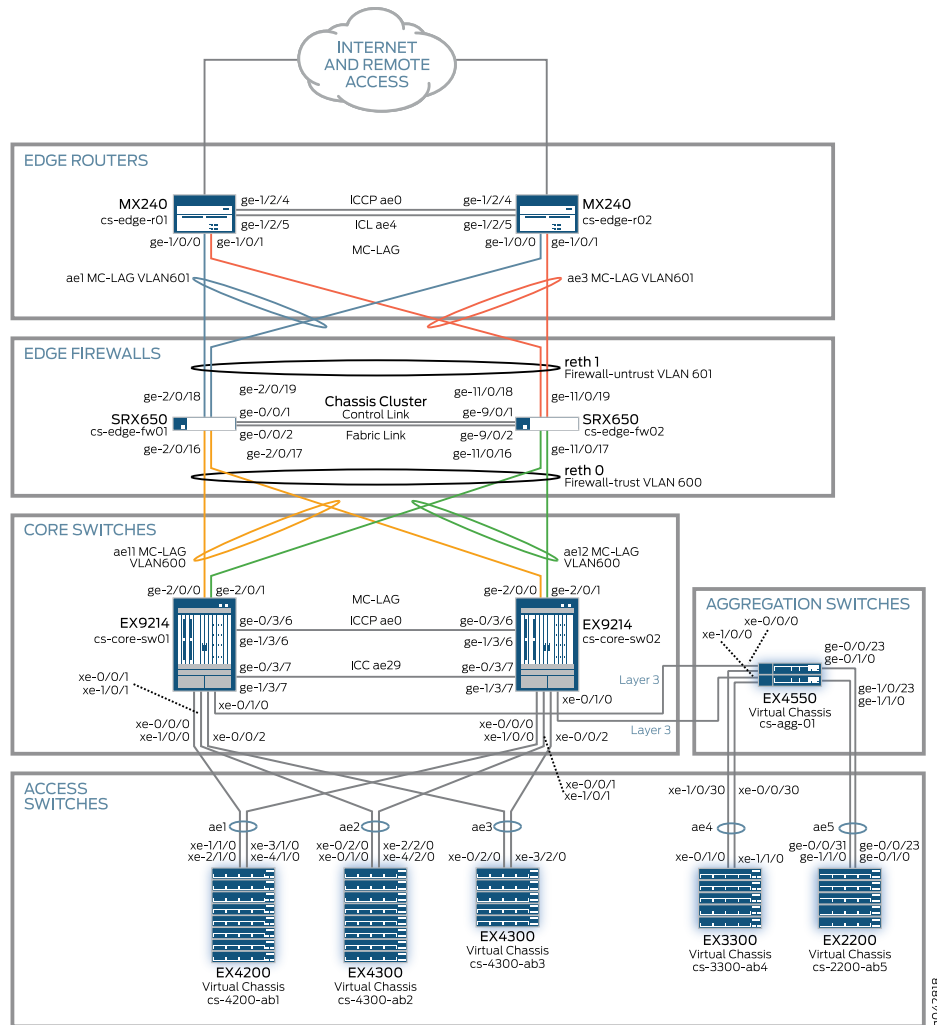 INTERNET
AND REMOTE
ACCESS
EDGE ROUTERS
MX240
cs-edge-r01
ge-1/2/4
ICCP ae0
ge-1/2/4
MX240
cs-edge-r02
ge-1/2/5
ICL ae4
ge-1/2/5
ge-1/0/0
ge-1/0/1
MC-LAG
ge-1/0/0
ge-1/0/1
ae1 MC-LAG VLAN601
ae3 MC-LAG VLAN601
EDGE FIREWALLS
reth 1
Firewall-untrust VLAN 601
ge-2/0/18
ge-2/0/19
ge-11/0/18
ge-11/0/19
Chassis Cluster
SRX650
cs-edge-fw01
ge-0/0/1
Control Link
ge-9/0/1
SRX650
cs-edge-fw02
ge-0/0/2
Fabric Link
ge-9/0/2
ge-2/0/16
ge-2/0/17
ge-11/0/16
ge-11/0/17
reth 0
Firewall-trust VLAN 600
CORE SWITCHES
ae11 MC-LAG
VLAN600
ae12 MC-LAG
VLAN600
ge-2/0/0
ge-2/0/1
MC-LAG
ge-2/0/0
ge-2/0/1
EX9214
cs-core-sw01
ge-0/3/6
ICCP ae0
ge-0/3/6
EX9214
cs-core-sw02
ge-1/3/6
ge-1/3/6
ge-0/3/7
ICC ae29
ge-0/3/7
ge-1/3/7
ge-1/3/7
xe-0/0/1
xe-1/0/1
xe-0/1/0
xe-0/1/0
Layer 3
Layer 3
xe-0/0/0
xe-1/0/0
xe-0/0/2
xe-0/0/0
xe-1/0/0
xe-0/0/2
xe-0/0/1
xe-1/0/1
AGGREGATION SWITCHES
xe-0/0/0
xe-1/0/0
ge-0/0/23
ge-0/1/0
ge-1/0/23
ge-1/1/0
EX4550
Virtual Chassis
cs-agg-01
ACCESS
SWITCHES
xe-1/0/30
xe-0/0/30
ae1
ae2
ae3
ae4
ae5
xe-1/1/0
xe-2/1/0
xe-3/1/0
xe-4/1/0
xe-0/2/0
xe-0/1/0
xe-2/2/0
xe-4/2/0
xe-0/2/0
xe-3/2/0
xe-0/1/0
xe-1/1/0
ge-0/0/31
ge-1/1/0
ge-0/0/23
ge-0/1/0
EX4200
Virtual Chassis
cs-4200-ab1
EX4300
Virtual Chassis
cs-4300-ab2
EX4300
Virtual Chassis
cs-4300-ab3
EX3300
Virtual Chassis
cs-3300-ab4
EX2200
Virtual Chassis
cs-2200-ab5
g042818